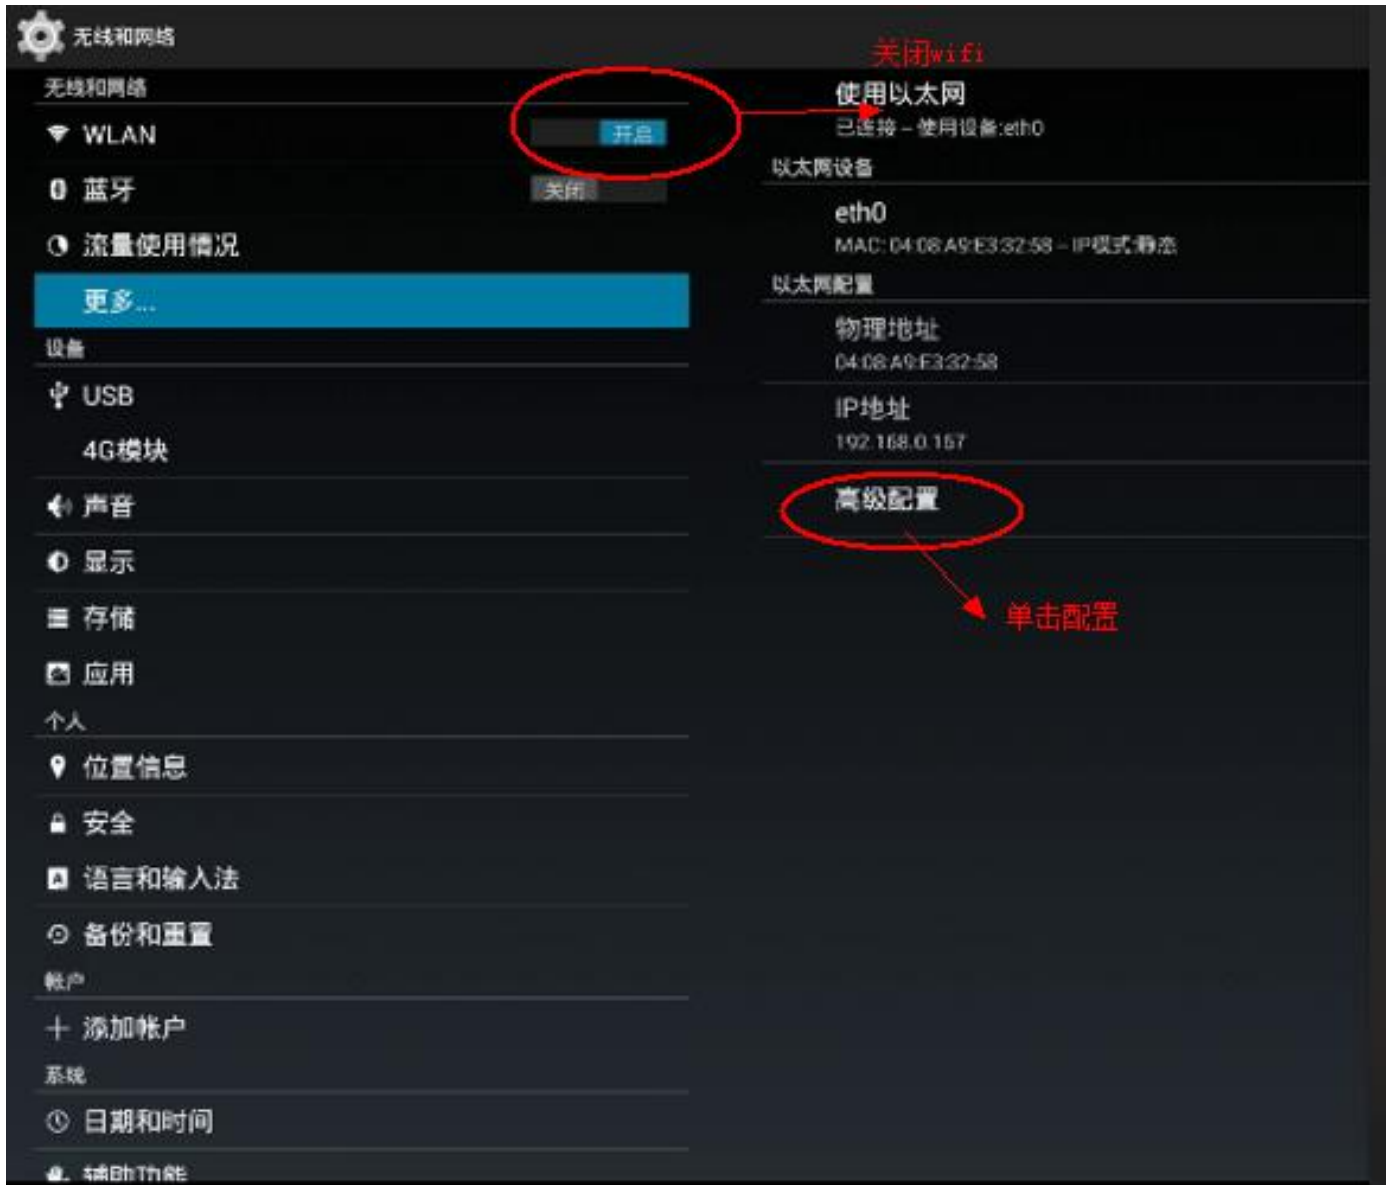 无线和网络
无线和网络
WLAN
开启
蓝牙
关闭
流量使用情况
更多...
设备
USB
4G模块
声音
显示
存储
应用
个人
位置信息
安全
语言和输入法
备份和重置
帐户
添加帐户
系统
日期和时间
辅助功能
关闭wifi
使用以太网
已连接 – 使用设备:eth0
以太网设备
eth0
MAC: 04:08:A9:E3:32:58 – IP模式:静态
以太网配置
物理地址
04:08:A9:E3:32:58
IP地址
192.168.0.157
高级配置
单击配置